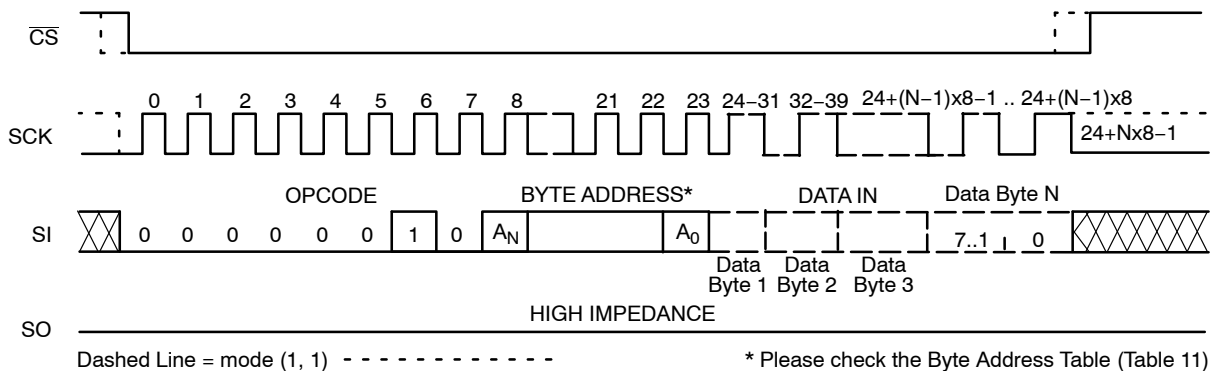 CS
0 1 2 3 4 5 6 7 8 21 22 23 24−31 32−39 24+(N−1)x8−1 .. 24+(N−1)x8
SCK
24+Nx8−1
OPCODE BYTE ADDRESS* DATA IN Data Byte N
SI
0 0 0 0 0 0 1 0 AN A0 7..1 0
Data Byte 1
Data Byte 2
Data Byte 3
HIGH IMPEDANCE
SO
Dashed Line = mode (1, 1)
* Please check the Byte Address Table (Table 11)